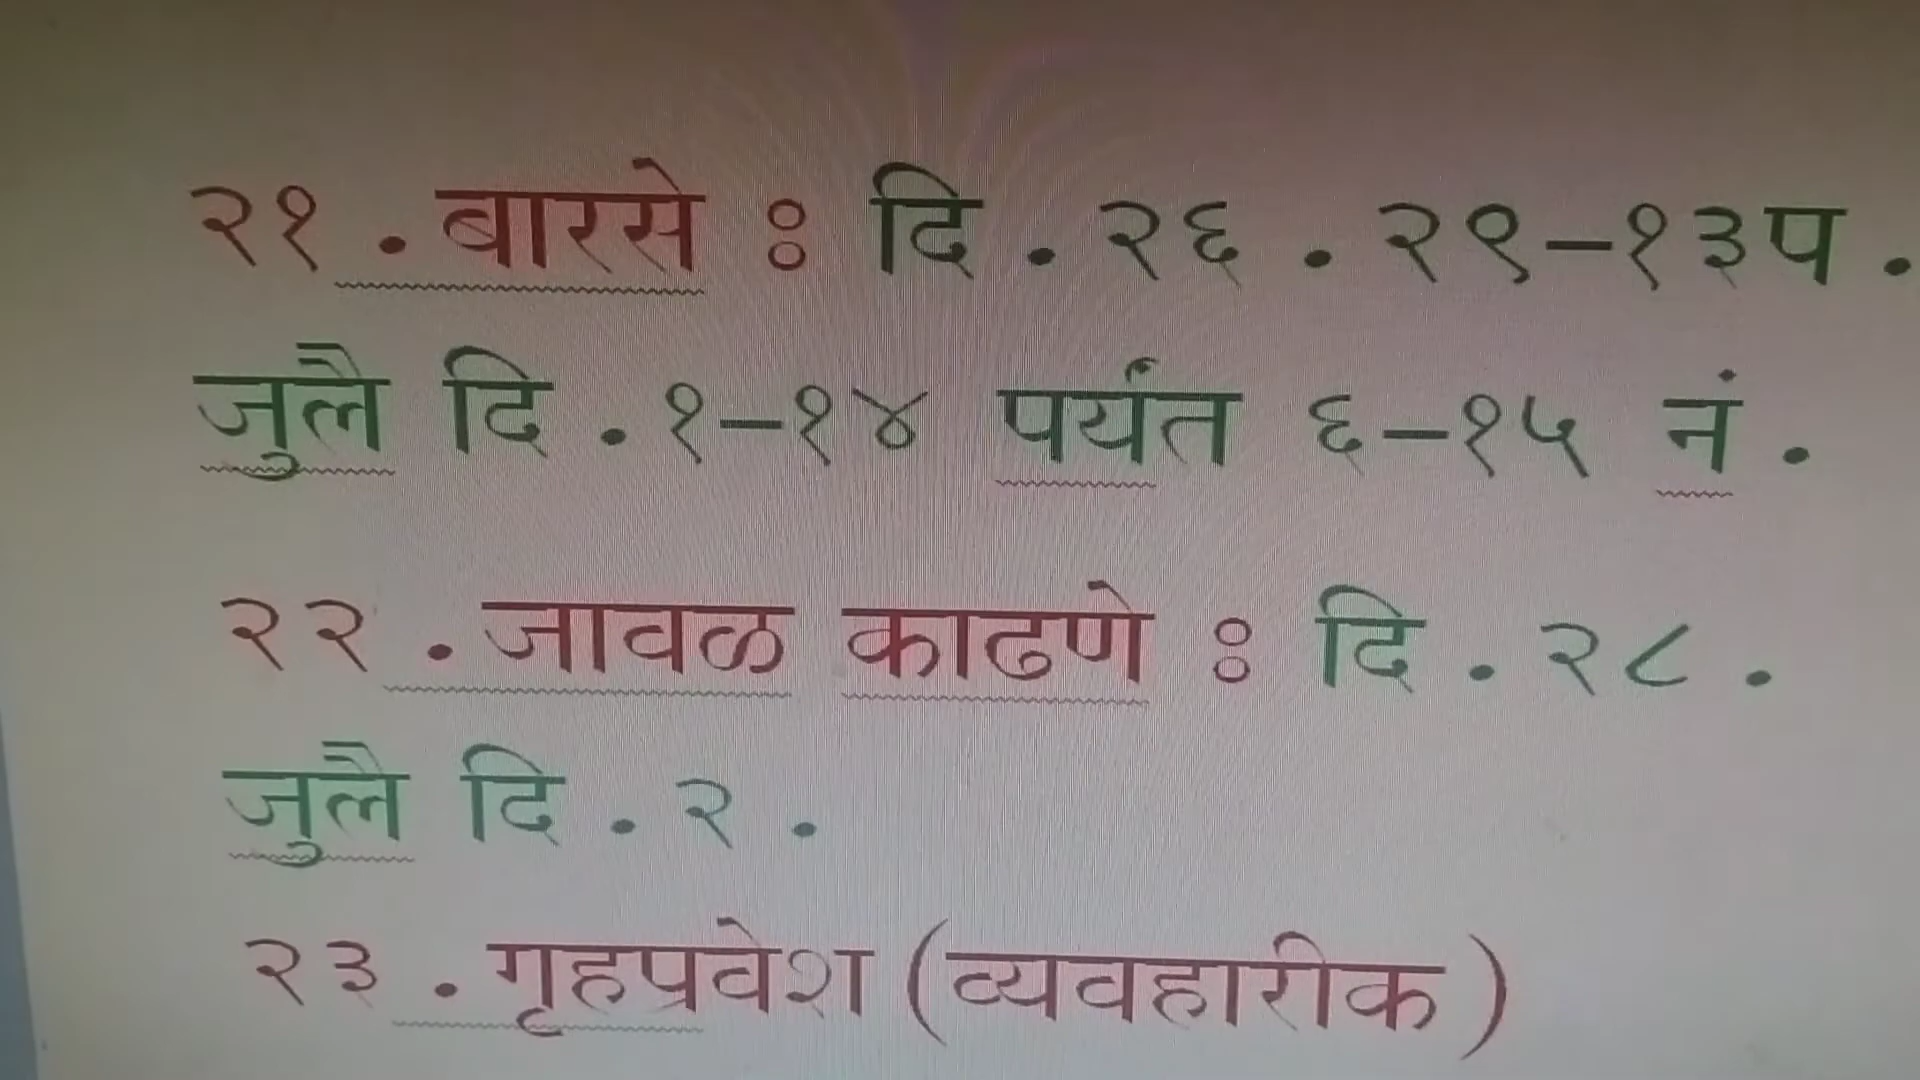 २१ . बारसे : दि . २६ . २९–१३प .
जुलै दि . १–१४ पर्यंत ६–१५ नं .
२२ . जावळ काढणे : दि . २८ .
जुलै दि . २ .
२३ . गृहप्रवेश (व्यवहारीक )